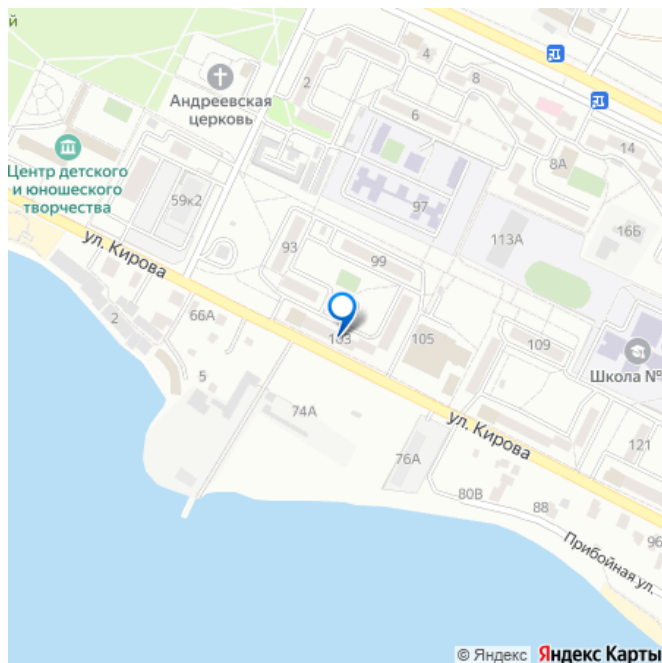 й
4
8
2
Андреевская
церковь
6
14
8А
Центр детского
и юношеского
творчества
59к2
97
16Б
113А
ул. Кирова
93
99
2
66А
103
105
109
Школа №
5
74А
ул. Кирова
121
76А
80В
88
96
Прибойная ул.
© Яндекс Яндекс Карты